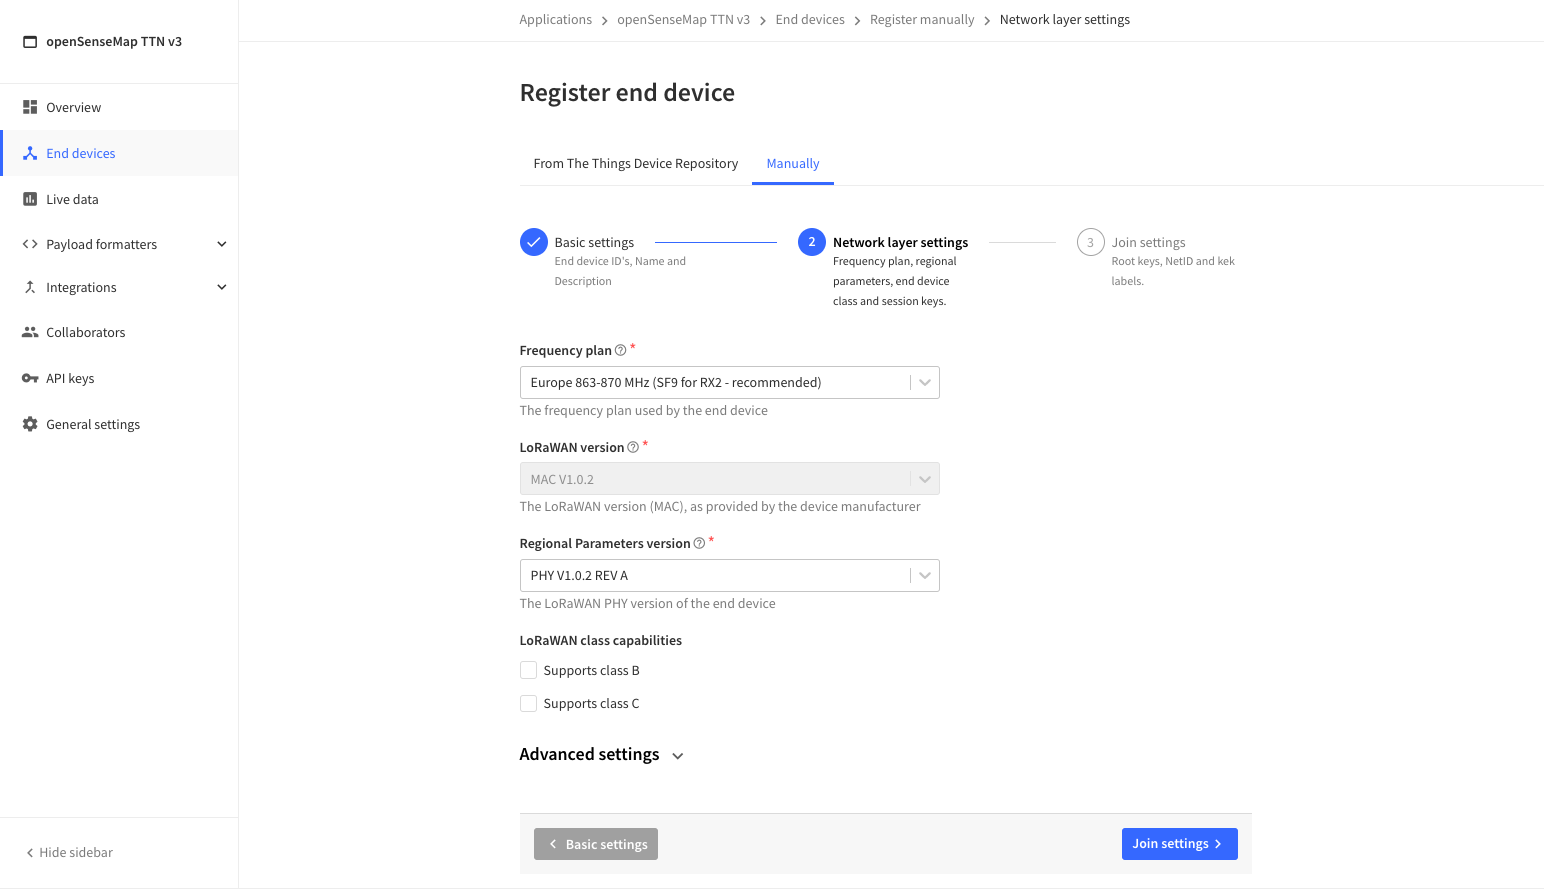 openSenseMap TTN v3
Overview
End devices
Live data
Payload formatters
Integrations
Collaborators
API keys
General settings
Hide sidebar
Applications > openSenseMap TTN v3 > End devices > Register manually > Network layer settings
Register end device
From The Things Device Repository
Manually
Basic settings
End device ID's, Name and
Description
2
Network layer settings
Frequency plan, regional
parameters, end device
class and session keys.
3
Join settings
Root keys, NetID and kek
labels.
Frequency plan ? *
Europe 863-870 MHz (SF9 for RX2 - recommended)
The frequency plan used by the end device
LoRaWAN version ? *
MAC V1.0.2
The LoRaWAN version (MAC), as provided by the device manufacturer
Regional Parameters version ? *
PHY V1.0.2 REV A
The LoRaWAN PHY version of the end device
LoRaWAN class capabilities
Supports class B
Supports class C
Advanced settings
< Basic settings
Join settings >